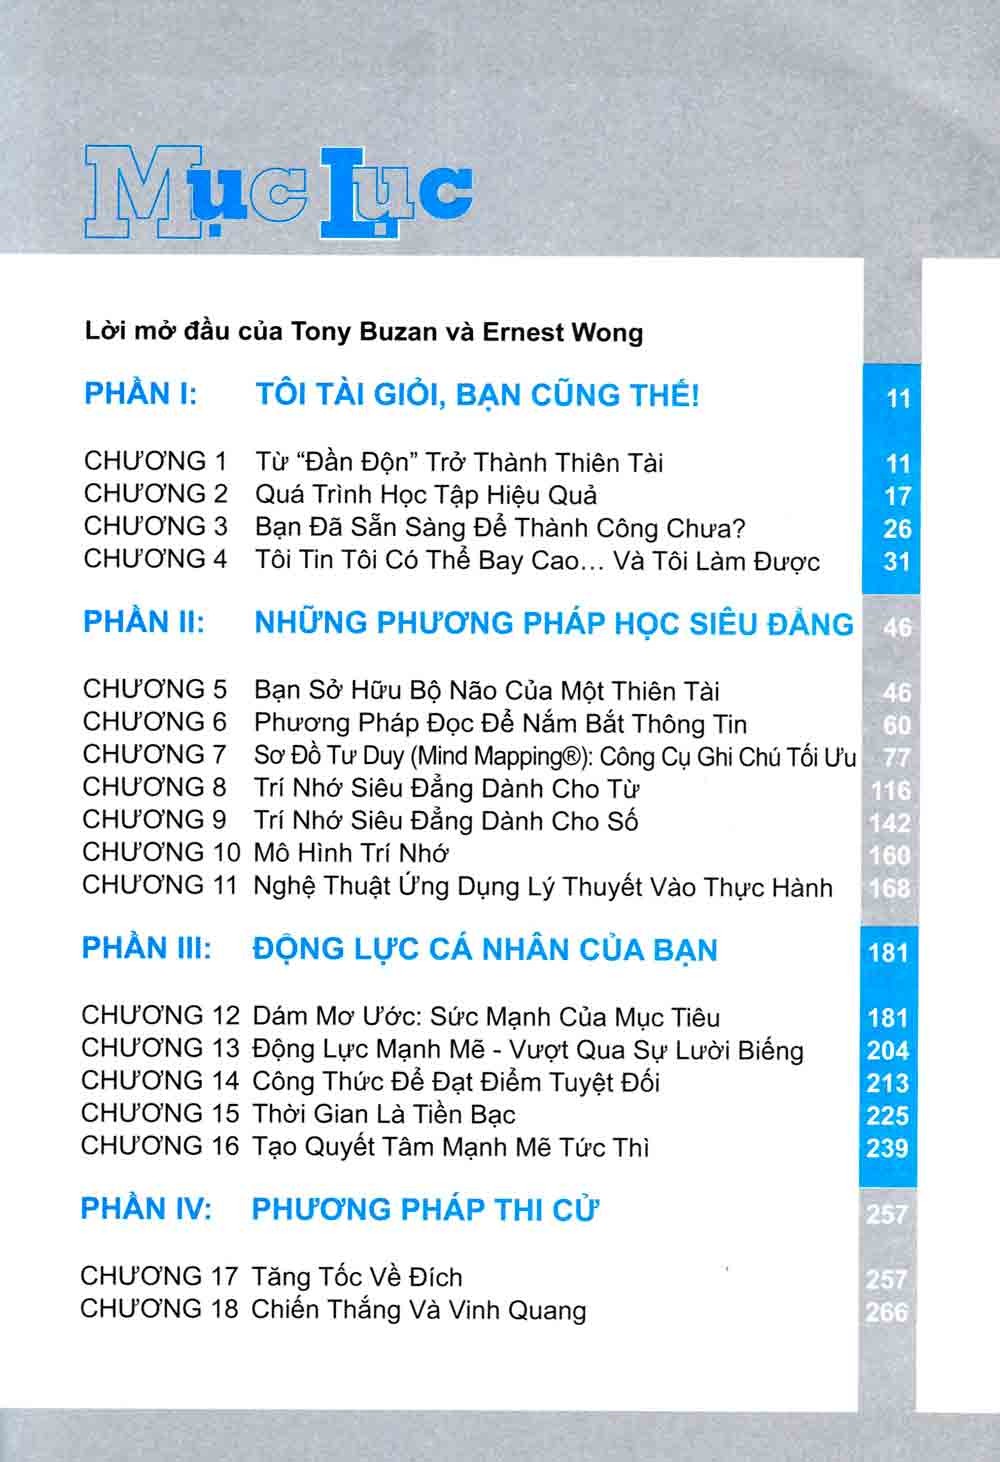 Mục Lục
Lời mở đầu của Tony Buzan và Ernest Wong
PHẦN I: TÔI TÀI GIỎI, BẠN CŨNG THẾ! 11
CHƯƠNG 1 Từ “Đần Độn” Trở Thành Thiên Tài 11
CHƯƠNG 2 Quá Trình Học Tập Hiệu Quả 17
CHƯƠNG 3 Bạn Đã Sẵn Sàng Để Thành Công Chưa? 26
CHƯƠNG 4 Tôi Tin Tôi Có Thể Bay Cao... Và Tôi Làm Được 31
PHẦN II: NHỮNG PHƯƠNG PHÁP HỌC SIÊU ĐẲNG 46
CHƯƠNG 5 Bạn Sở Hữu Bộ Não Của Một Thiên Tài 46
CHƯƠNG 6 Phương Pháp Đọc Để Nắm Bắt Thông Tin 60
CHƯƠNG 7 Sơ Đồ Tư Duy (Mind Mapping®): Công Cụ Ghi Chú Tối Ưu 77
CHƯƠNG 8 Trí Nhớ Siêu Đẳng Dành Cho Từ 116
CHƯƠNG 9 Trí Nhớ Siêu Đẳng Dành Cho Số 142
CHƯƠNG 10 Mô Hình Trí Nhớ 160
CHƯƠNG 11 Nghệ Thuật Ứng Dụng Lý Thuyết Vào Thực Hành 168
PHẦN III: ĐỘNG LỰC CÁ NHÂN CỦA BẠN 181
CHƯƠNG 12 Dám Mơ Ước: Sức Mạnh Của Mục Tiêu 181
CHƯƠNG 13 Động Lực Mạnh Mẽ - Vượt Qua Sự Lười Biếng 204
CHƯƠNG 14 Công Thức Để Đạt Điểm Tuyệt Đối 213
CHƯƠNG 15 Thời Gian Là Tiền Bạc 225
CHƯƠNG 16 Tạo Quyết Tâm Mạnh Mẽ Tức Thì 239
PHẦN IV: PHƯƠNG PHÁP THI CỬ 257
CHƯƠNG 17 Tăng Tốc Về Đích 257
CHƯƠNG 18 Chiến Thắng Và Vinh Quang 266